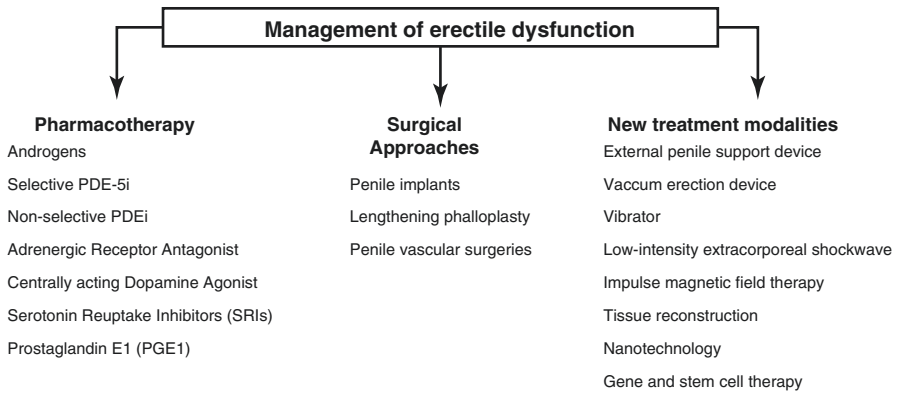 Management of erectile dysfunction
Pharmacotherapy
Androgens
Selective PDE-5i
Non-selective PDEi
Adrenergic Receptor Antagonist
Centrally acting Dopamine Agonist
Serotonin Reuptake Inhibitors (SRIs)
Prostaglandin E1 (PGE1)
Surgical
Approaches
Penile implants
Lengthening phalloplasty
Penile vascular surgeries
New treatment modalities
External penile support device
Vaccum erection device
Vibrator
Low-intensity extracorporeal shockwave
Impulse magnetic field therapy
Tissue reconstruction
Nanotechnology
Gene and stem cell therapy